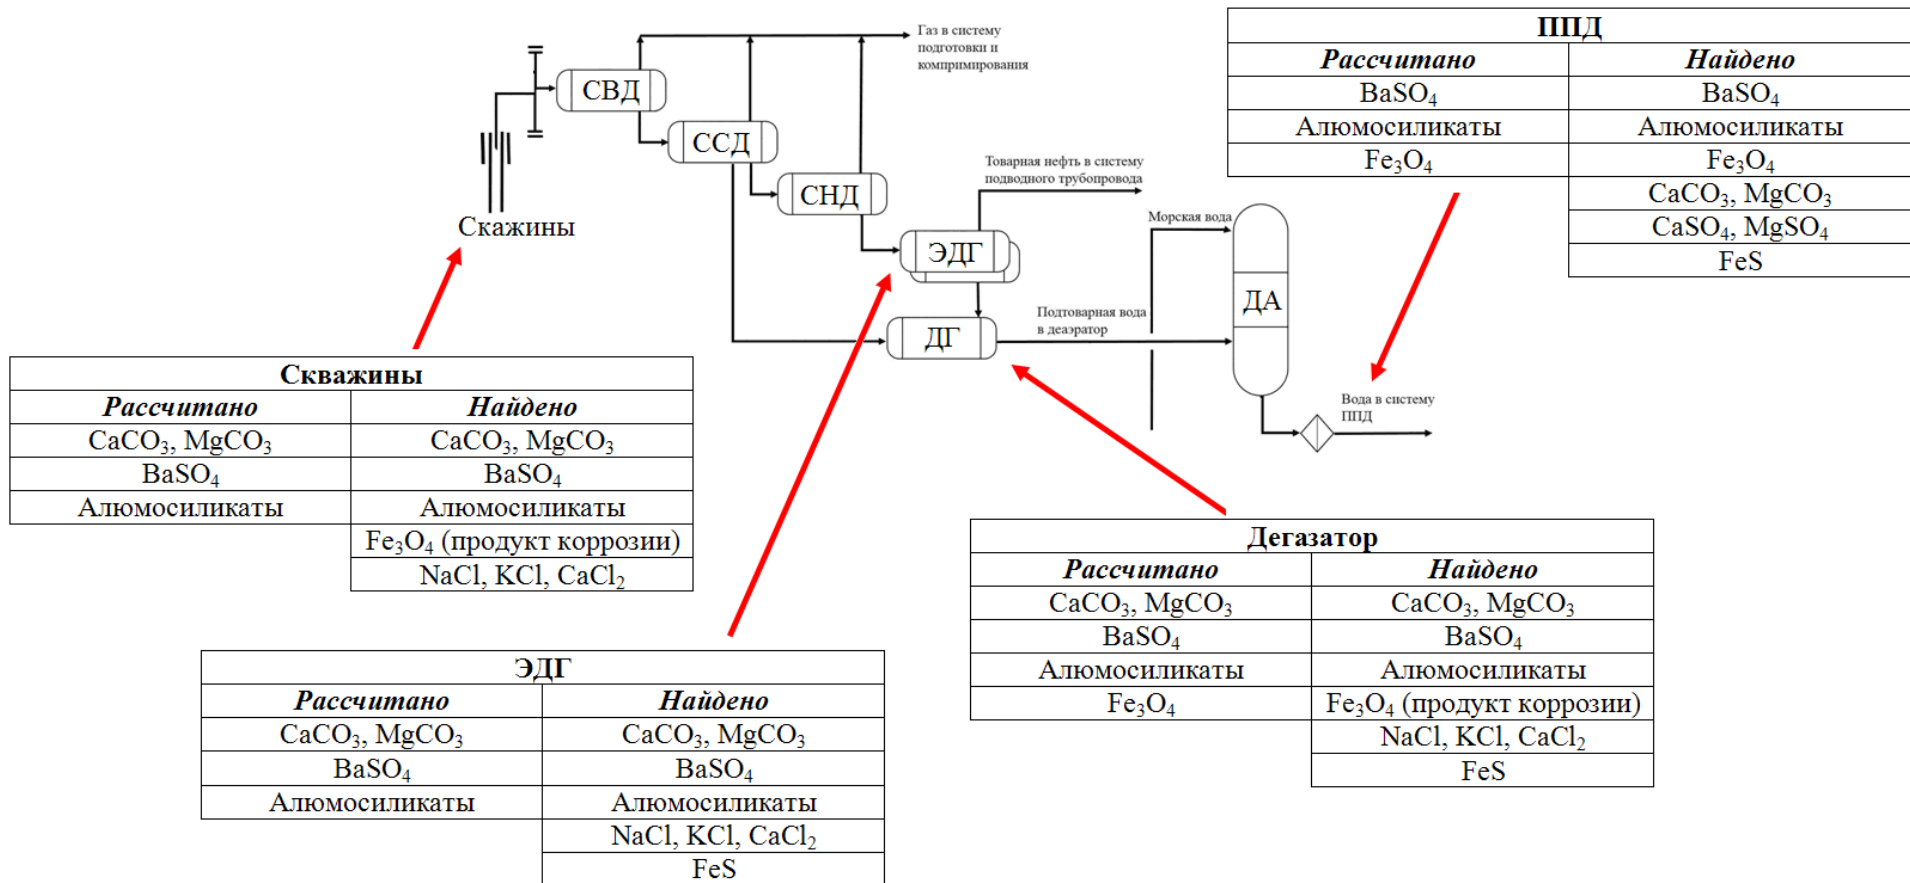 Газ в систему
подготовки и
компримирования
СВД
ССД
СНД
Скажины
Товарная нефть в систему
подводного трубопровода
ЭДГ
ДГ
Подтоварная вода
в деаэратор
Морская вода
ДА
Вода в систему
ППД
ППД
Рассчитано Найдено
BaSO₄ BaSO₄
Алюмосиликаты Алюмосиликаты
Fe₃O₄ Fe₃O₄
CaCO₃, MgCO₃
CaSO₄, MgSO₄
FeS
Скважины
Рассчитано Найдено
CaCO₃, MgCO₃ CaCO₃, MgCO₃
BaSO₄ BaSO₄
Алюмосиликаты Алюмосиликаты
Fe₃O₄ (продукт коррозии)
NaCl, KCl, CaCl₂
Дегазатор
Рассчитано Найдено
CaCO₃, MgCO₃ CaCO₃, MgCO₃
BaSO₄ BaSO₄
Алюмосиликаты Алюмосиликаты
Fe₃O₄ Fe₃O₄ (продукт коррозии)
NaCl, KCl, CaCl₂
FeS
ЭДГ
Рассчитано Найдено
CaCO₃, MgCO₃ CaCO₃, MgCO₃
BaSO₄ BaSO₄
Алюмосиликаты Алюмосиликаты
NaCl, KCl, CaCl₂
FeS